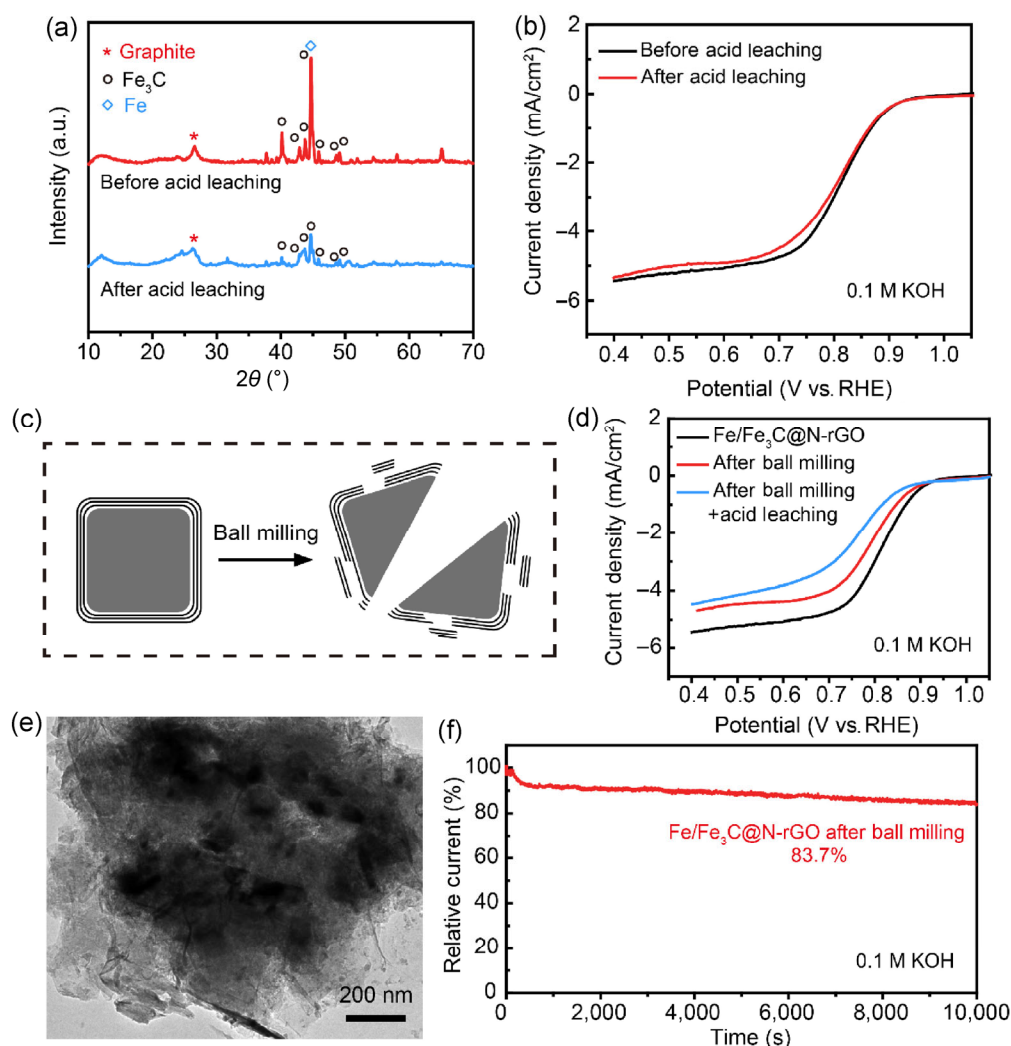 (a)
* Graphite
○ Fe₃C
◇ Fe
Before acid leaching
After acid leaching
Intensity (a.u.)
10 20 30 40 50 60 70
2θ (°)
(b)
Before acid leaching
After acid leaching
Current density (mA/cm²)
2
0
−2
−4
−6
0.1 M KOH
0.4 0.5 0.6 0.7 0.8 0.9 1.0
Potential (V vs. RHE)
(c)
Ball milling
(d)
Fe/Fe₃C@N-rGO
After ball milling
After ball milling
+acid leaching
Current density (mA/cm²)
2
0
−2
−4
−6
0.1 M KOH
0.4 0.5 0.6 0.7 0.8 0.9 1.0
Potential (V vs. RHE)
(e)
200 nm
(f)
Relative current (%)
100
80
60
40
20
0
Fe/Fe₃C@N-rGO after ball milling
83.7%
0.1 M KOH
0 2,000 4,000 6,000 8,000 10,000
Time (s)